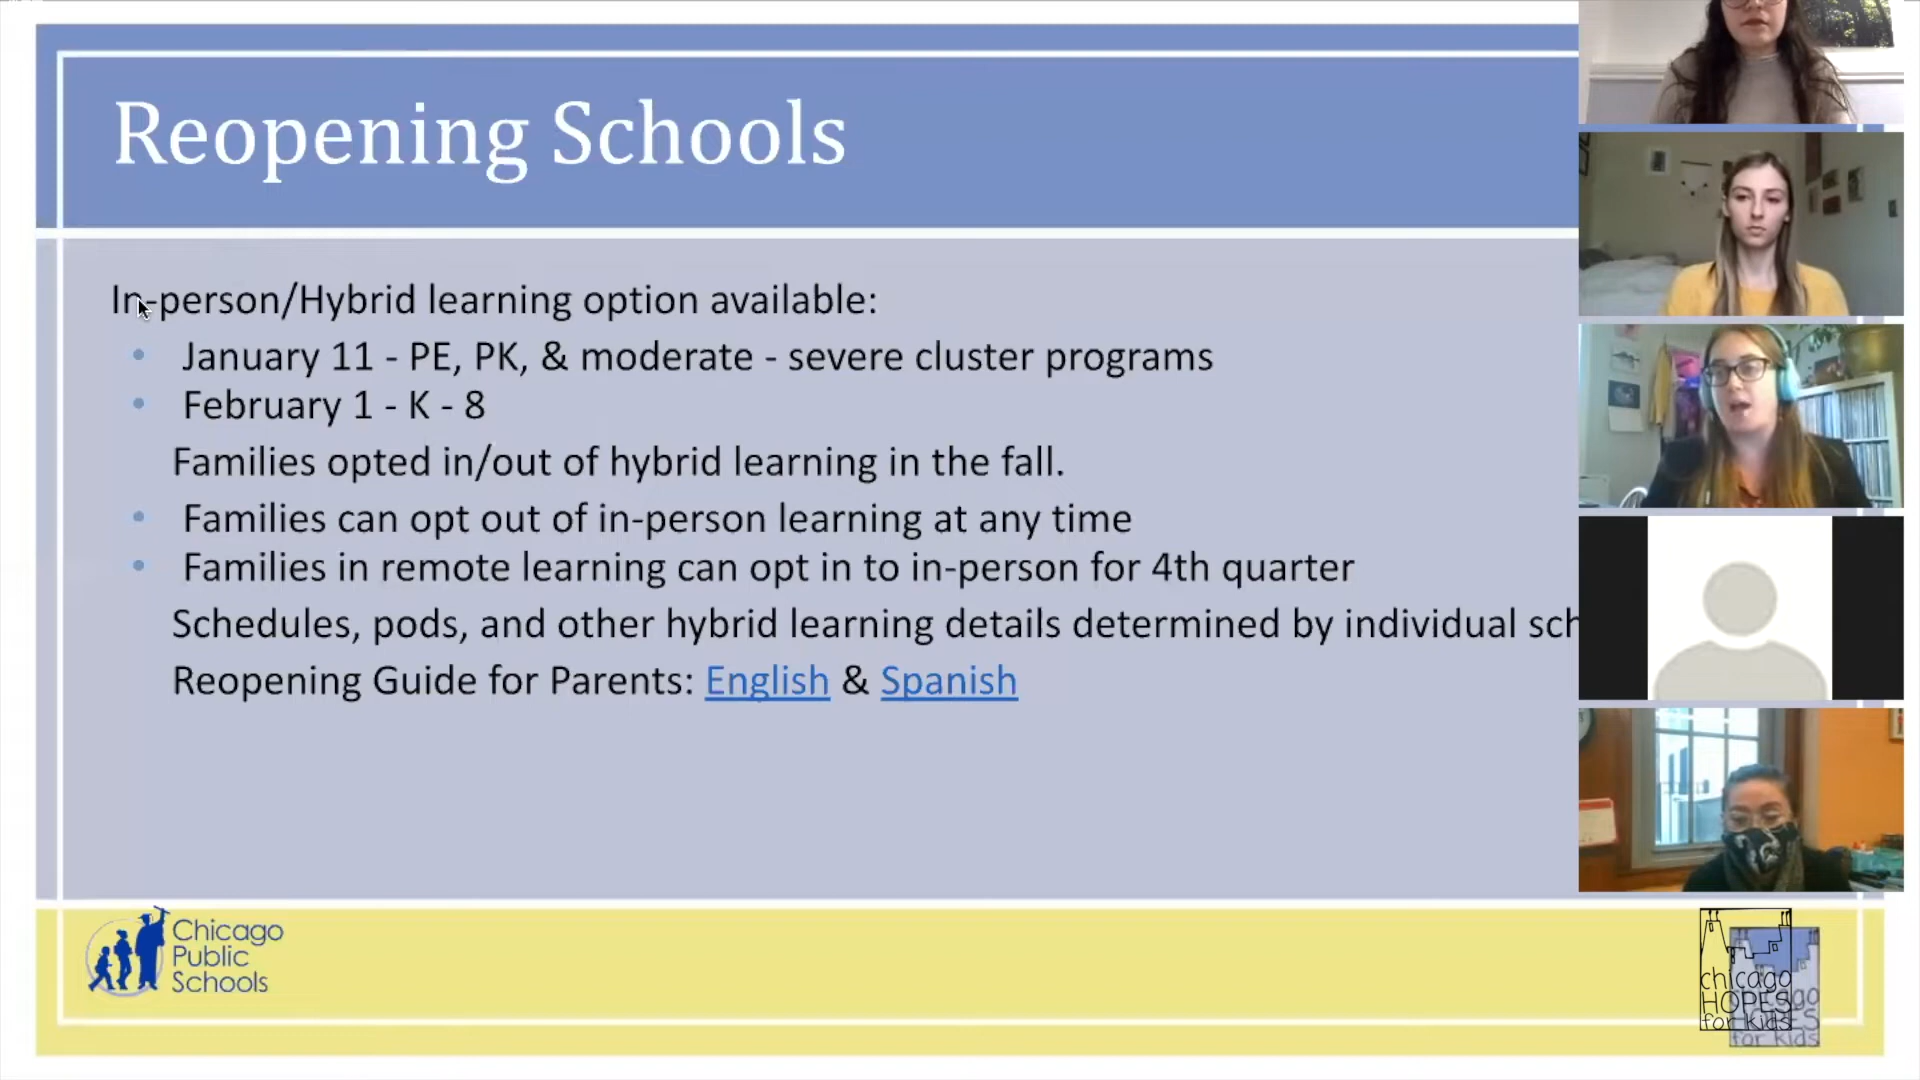 Reopening Schools
In-person/Hybrid learning option available:
January 11 - PE, PK, & moderate - severe cluster programs
February 1 - K - 8
Families opted in/out of hybrid learning in the fall.
Families can opt out of in-person learning at any time
Families in remote learning can opt in to in-person for 4th quarter
Schedules, pods, and other hybrid learning details determined by individual sch
Reopening Guide for Parents: English & Spanish
Chicago
Public
Schools
chicago
HOPES
for kids